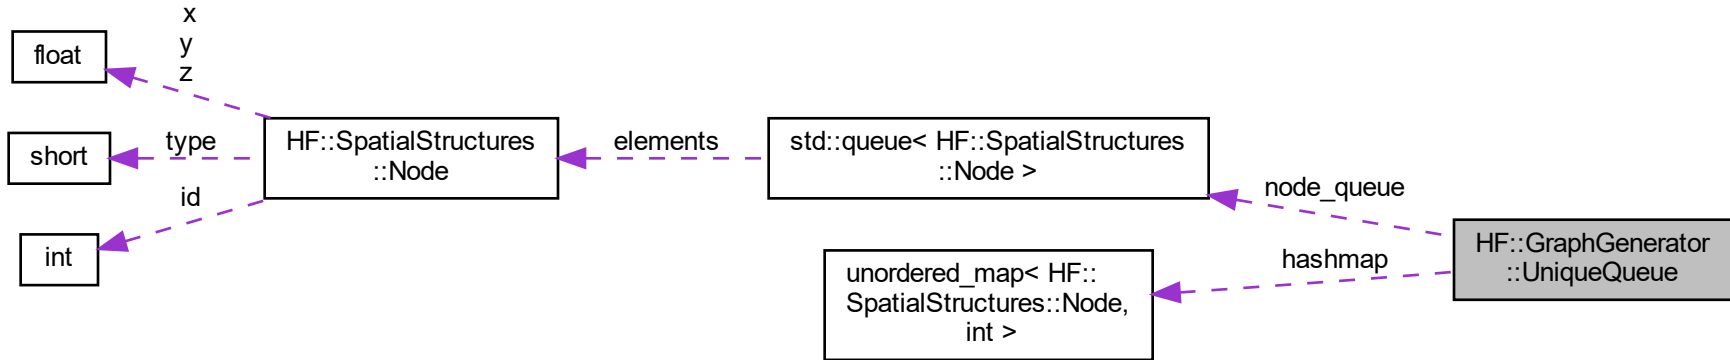 x
y
z
float
type
short
id
int
HF::SpatialStructures
::Node
elements
std::queue< HF::SpatialStructures
::Node >
node_queue
hashmap
unordered_map< HF::
SpatialStructures::Node,
int >
HF::GraphGenerator
::UniqueQueue